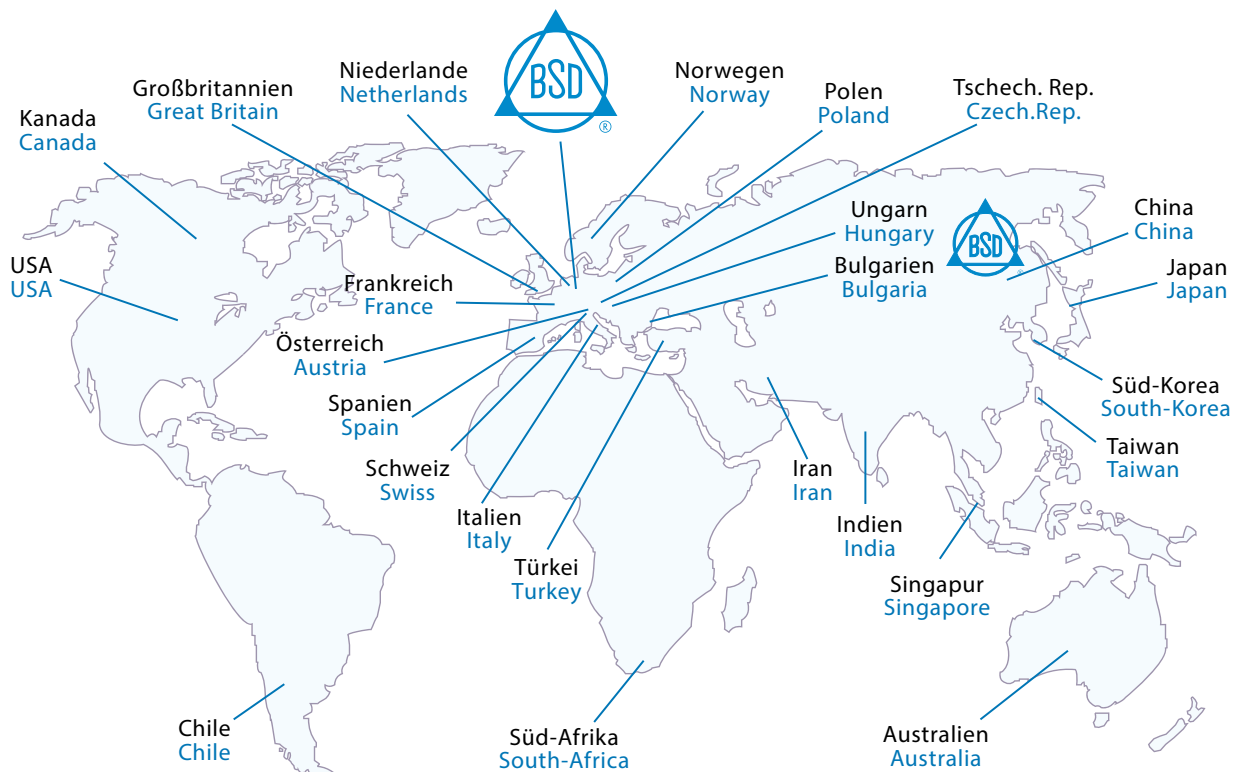 BSD
®
Großbritannien
Great Britain
Niederlande
Netherlands
Norwegen
Norway
Polen
Poland
Tschech. Rep.
Czech.Rep.
Kanada
Canada
Ungarn
Hungary
BSD
®
China
China
USA
USA
Frankreich
France
Bulgarien
Bulgaria
Japan
Japan
Österreich
Austria
Süd-Korea
South-Korea
Spanien
Spain
Taiwan
Taiwan
Schweiz
Swiss
Iran
Iran
Italien
Italy
Indien
India
Türkei
Turkey
Singapur
Singapore
Chile
Chile
Süd-Afrika
South-Africa
Australien
Australia